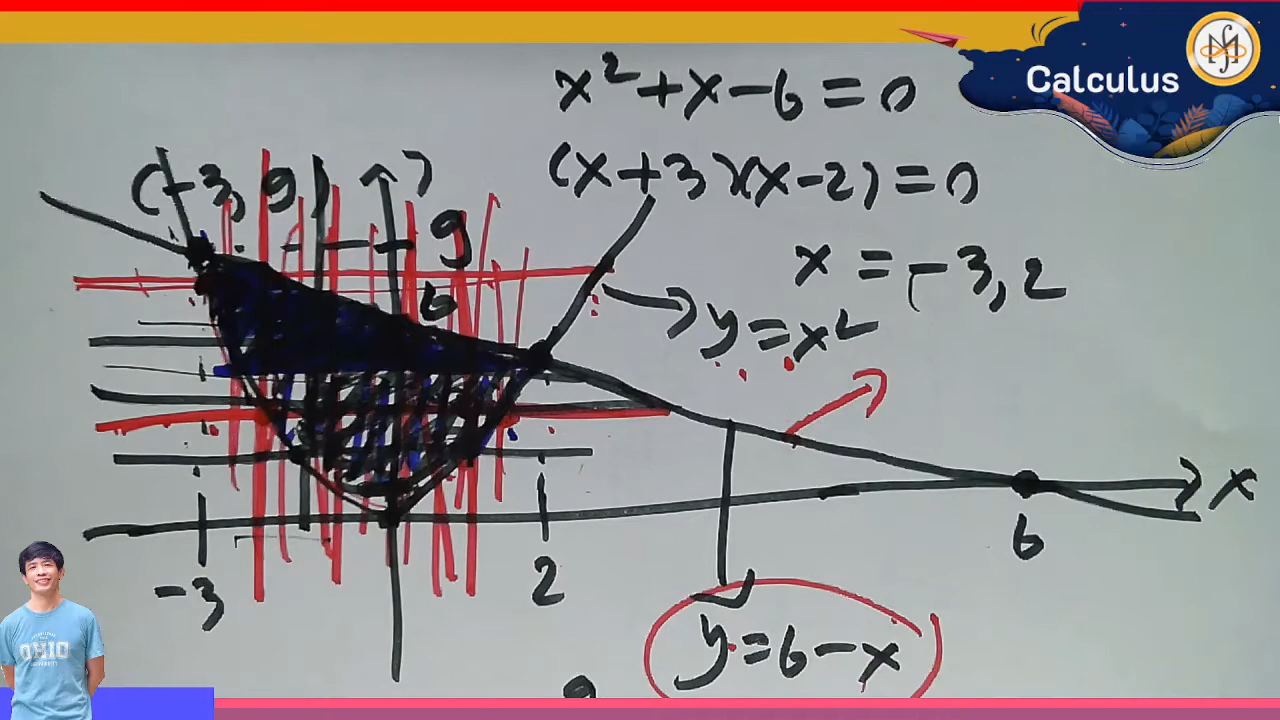 Calculus
x² + x - 6 = 0
(x + 3)(x - 2) = 0
x = -3, 2
(-3, 9)
y
9
6
y = x²
x
6
-3
2
y = 6 - x
OHIO
UNIVERSITY